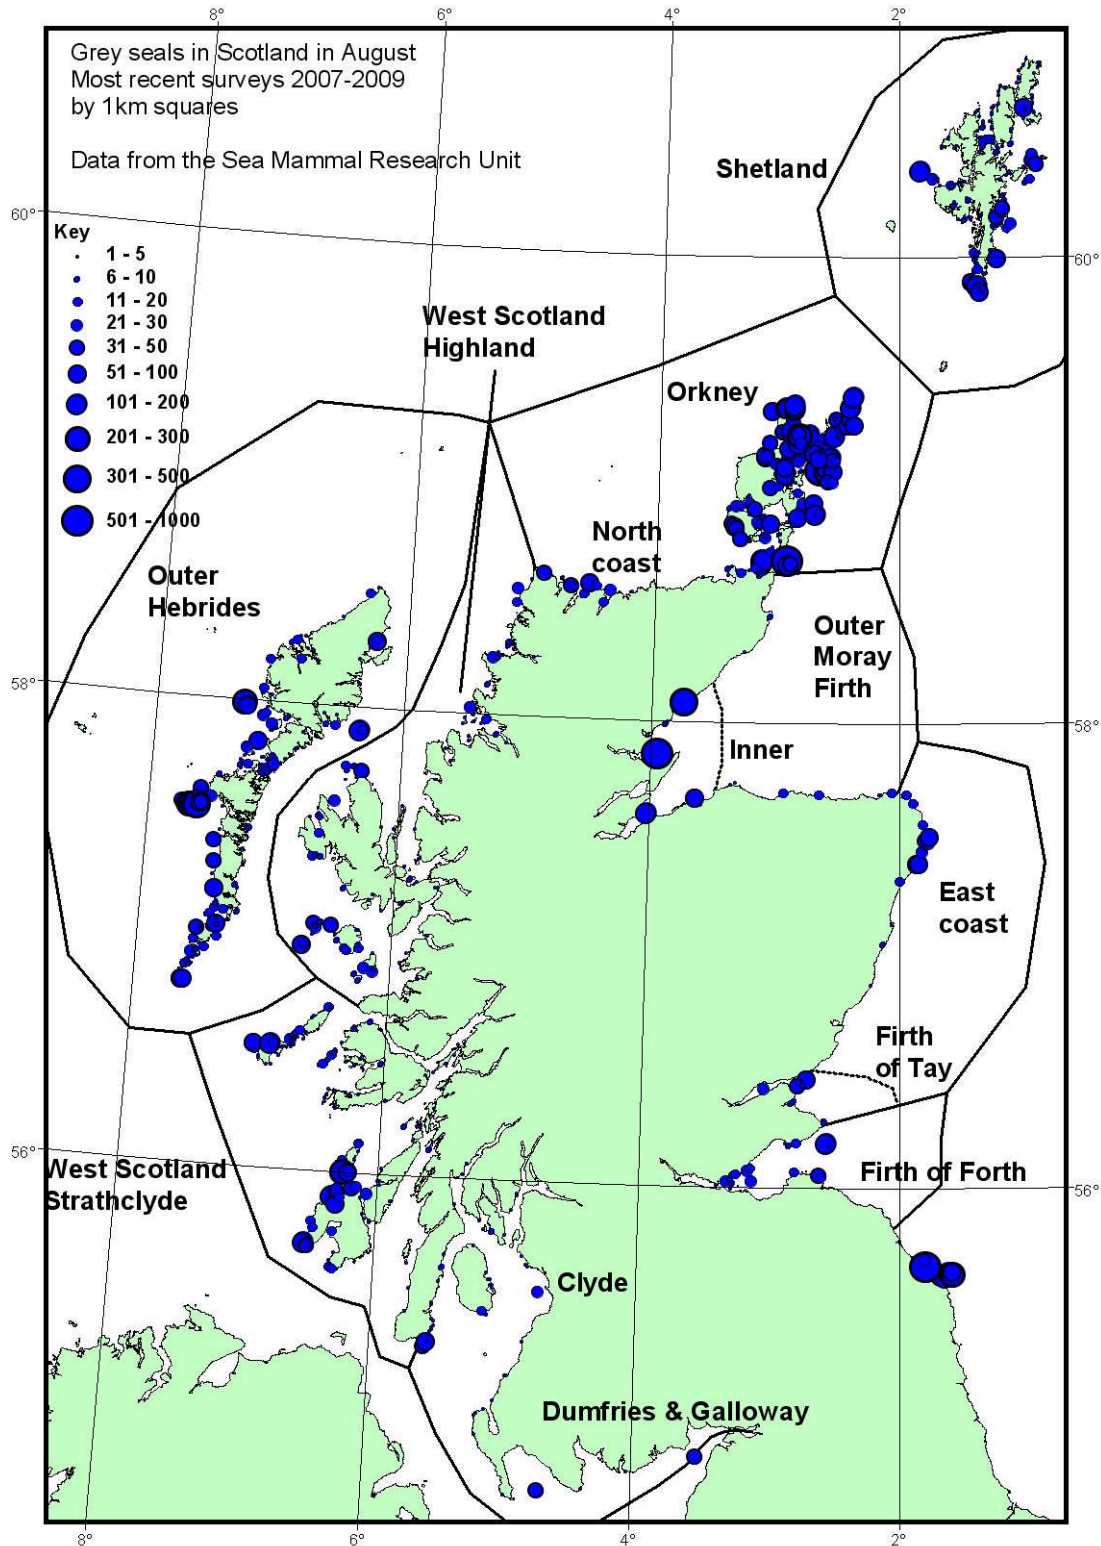 8°
6°
4°
2°
Grey seals in Scotland in August
Most recent surveys 2007-2009
by 1km squares
Data from the Sea Mammal Research Unit
Shetland
60°
60°
Key
1 - 5
6 - 10
11 - 20
21 - 30
31 - 50
51 - 100
101 - 200
201 - 300
301 - 500
501 - 1000
West Scotland
Highland
Orkney
North
coast
Outer
Hebrides
Outer
Moray
Firth
58°
58°
Inner
East
coast
Firth
of Tay
56°
56°
West Scotland
Strathclyde
Firth of Forth
Clyde
Dumfries & Galloway
8°
6°
4°
2°